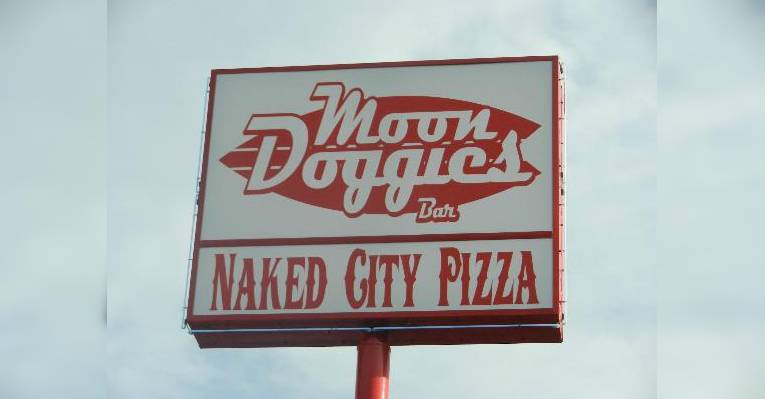 Moon
Doggies
Bar
NAKED CITY PIZZA